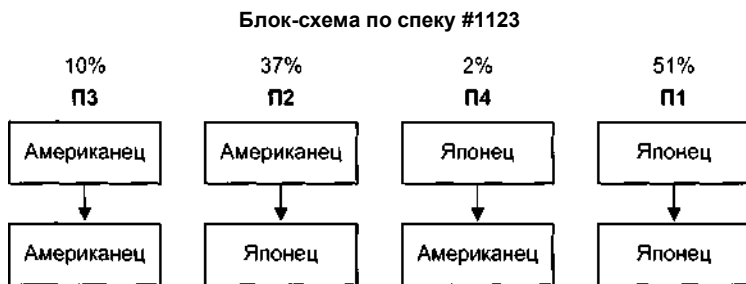 Блок-схема по спеку #1123
10% 37% 2% 51%
П3 П2 П4 П1
Американец Американец Японец Японец
Американец Японец Американец Японец